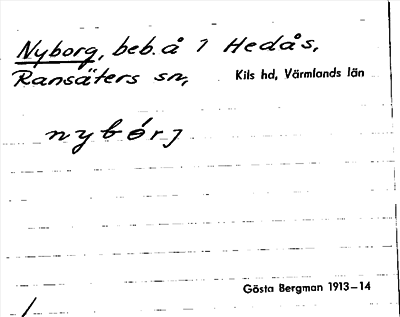 Nyborg, beb. å 1 Hedås,
Ransäters sn, Kils hd, Värmlands län
nybórj
Gösta Bergman 1913–14